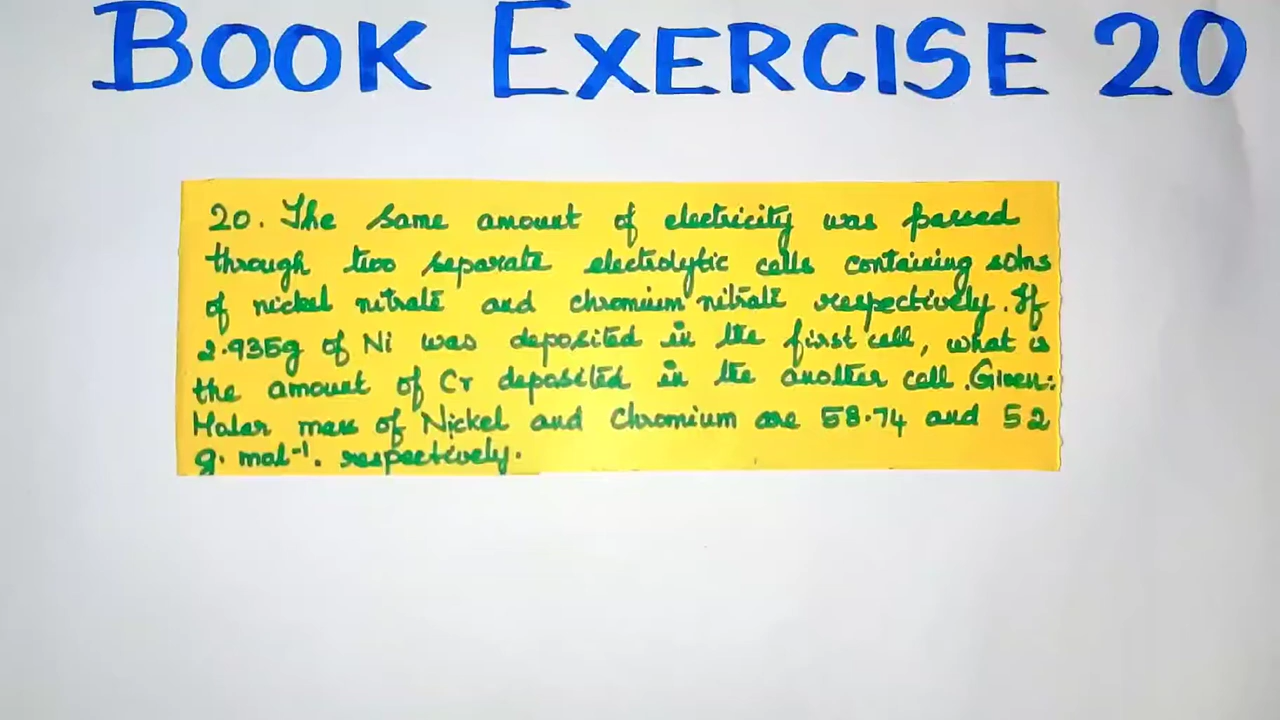 BOOK EXERCISE 20
20. The same amount of electricity was passed
through two separate electrolytic cells containing solns
of nickel nitrate and chromium nitrate respectively. If
2.935g of Ni was deposited in the first cell, what is
the amount of Cr deposited in the another cell. Given:
Molar mass of Nickel and Chromium are 58.74 and 52
g. mol⁻¹. respectively.